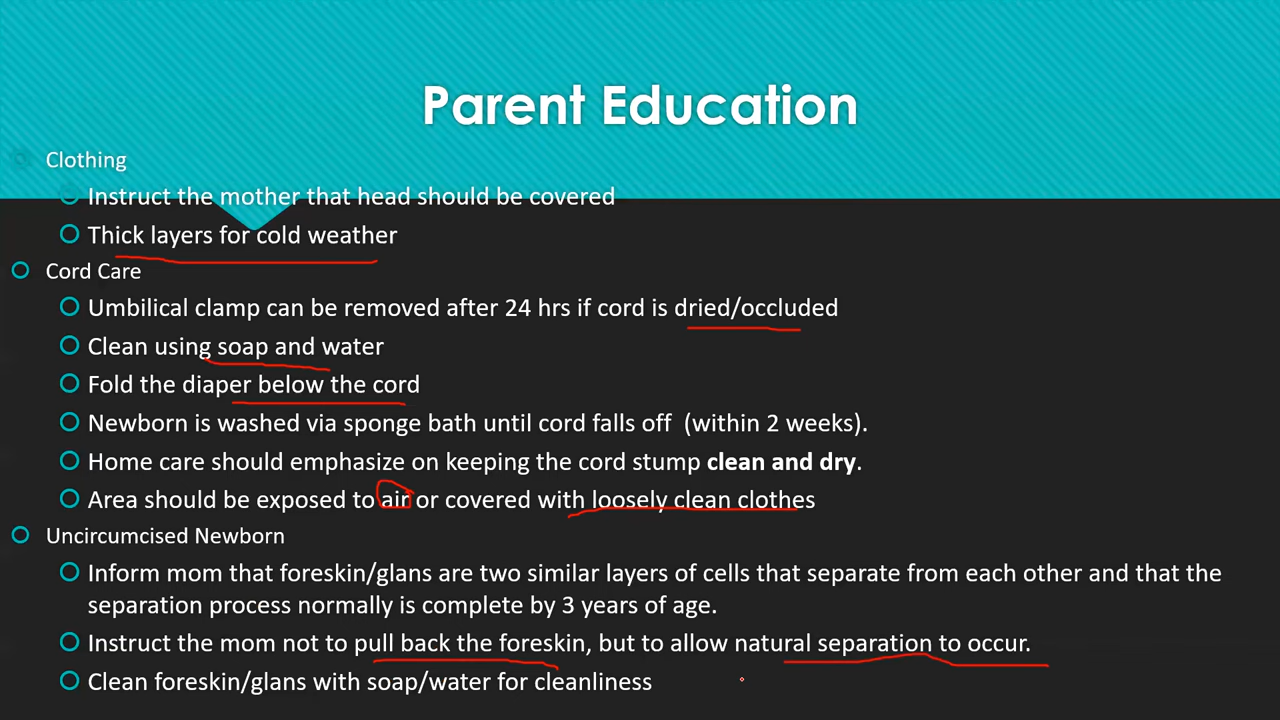 Parent Education
Clothing
Instruct the mother that head should be covered
Thick layers for cold weather
Cord Care
Umbilical clamp can be removed after 24 hrs if cord is dried/occluded
Clean using soap and water
Fold the diaper below the cord
Newborn is washed via sponge bath until cord falls off (within 2 weeks).
Home care should emphasize on keeping the cord stump clean and dry.
Area should be exposed to air or covered with loosely clean clothes
Uncircumcised Newborn
Inform mom that foreskin/glans are two similar layers of cells that separate from each other and that the
separation process normally is complete by 3 years of age.
Instruct the mom not to pull back the foreskin, but to allow natural separation to occur.
Clean foreskin/glans with soap/water for cleanliness